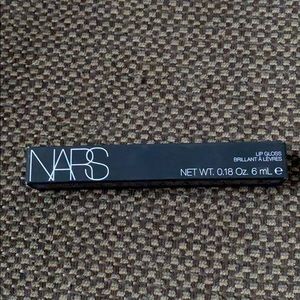 NARS
LIP GLOSS
BRILLANT À LÈVRES
NET WT. 0.18 Oz. 6 mL ℮